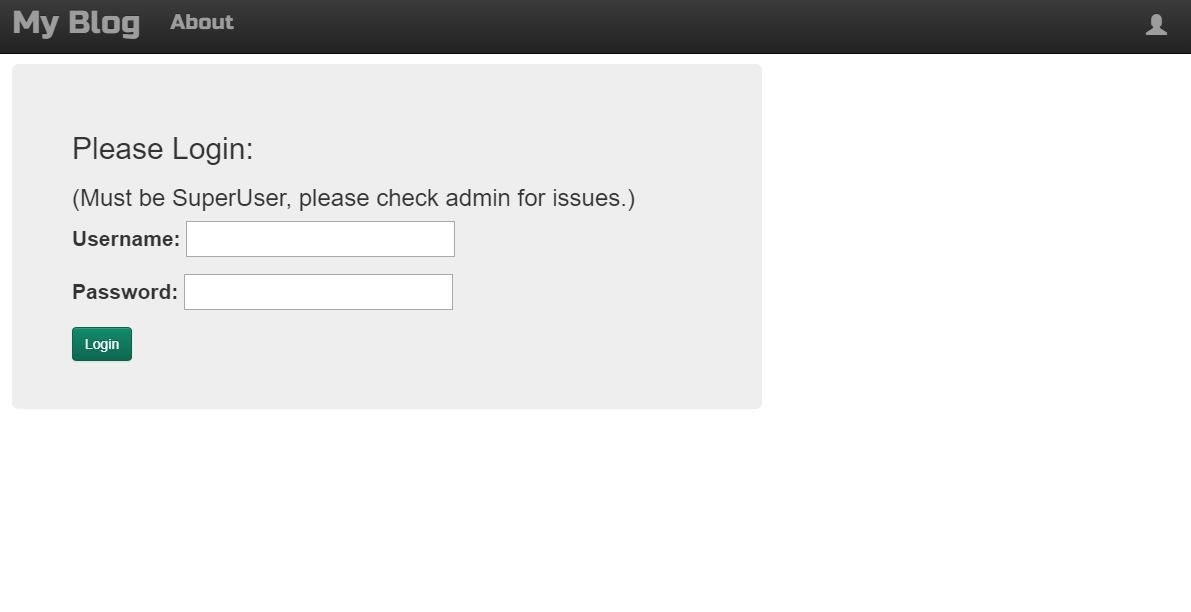 My Blog About
Please Login:
(Must be SuperUser, please check admin for issues.)
Username:
Password:
Login